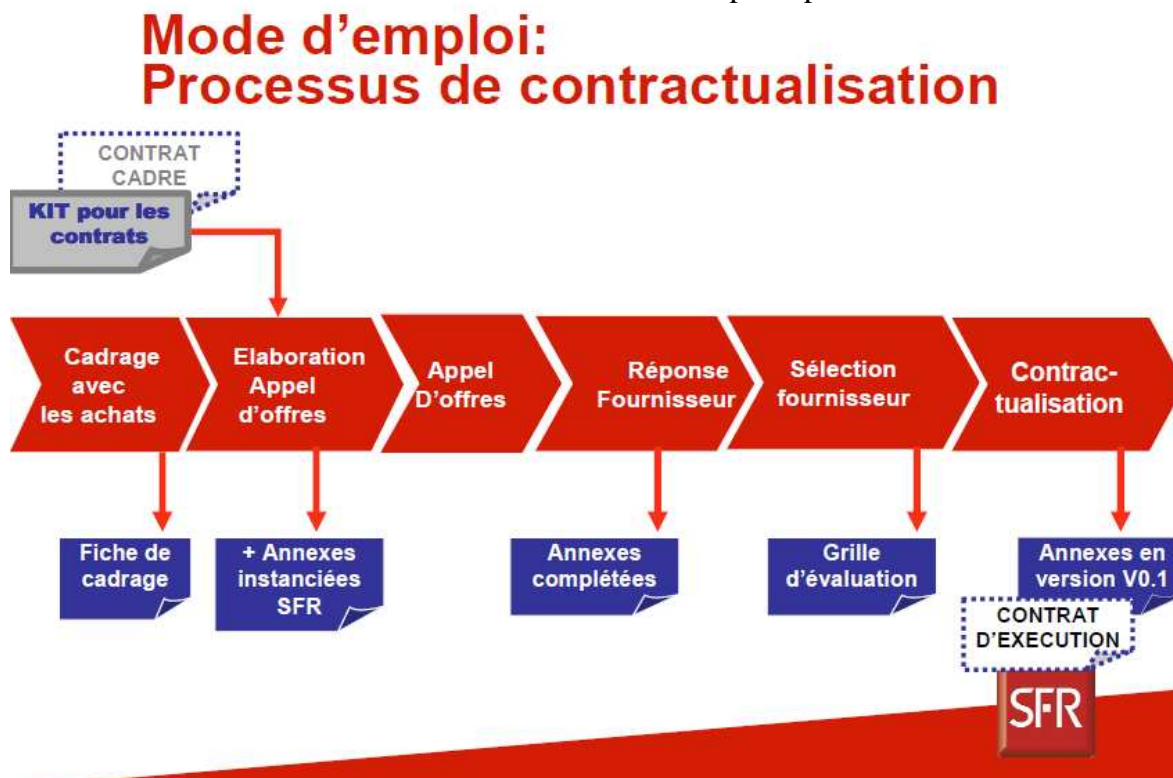 Mode d'emploi:
Processus de contractualisation
CONTRAT
CADRE
KIT pour les
contrats
Cadrage
avec
les achats
Elaboration
Appel
d'offres
Appel
D'offres
Réponse
Fournisseur
Sélection
fournisseur
Contrac-
tualisation
Fiche de
cadrage
+ Annexes
instanciées
SFR
Annexes
complétées
Grille
d'évaluation
Annexes en
version V0.1
CONTRAT
D'EXECUTION
SFR